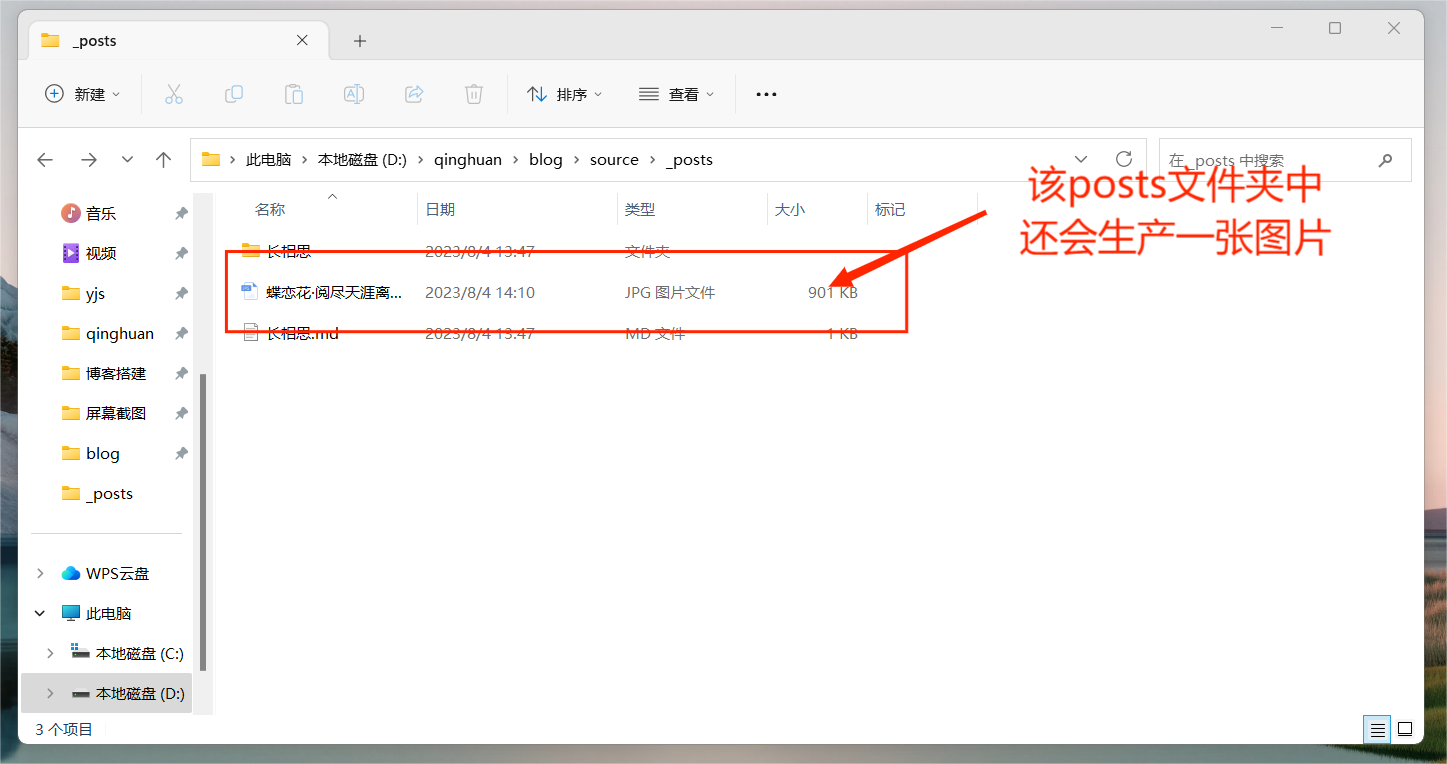 _posts
新建
排序
查看
此电脑 本地磁盘 (D:) qinghuan blog source _posts
在 _posts 中搜索
该posts文件夹中
还会生产一张图片
音乐
视频
yjs
qinghuan
博客搭建
屏幕截图
blog
_posts
WPS云盘
此电脑
本地磁盘 (C:)
本地磁盘 (D:)
名称 日期 类型 大小 标记
长相思 2023/8/4 13:47 文件夹
蝶恋花·阅尽天涯离... 2023/8/4 14:10 JPG 图片文件 901 KB
长相思.md 2023/8/4 13:47 MD 文件 1 KB
3 个项目